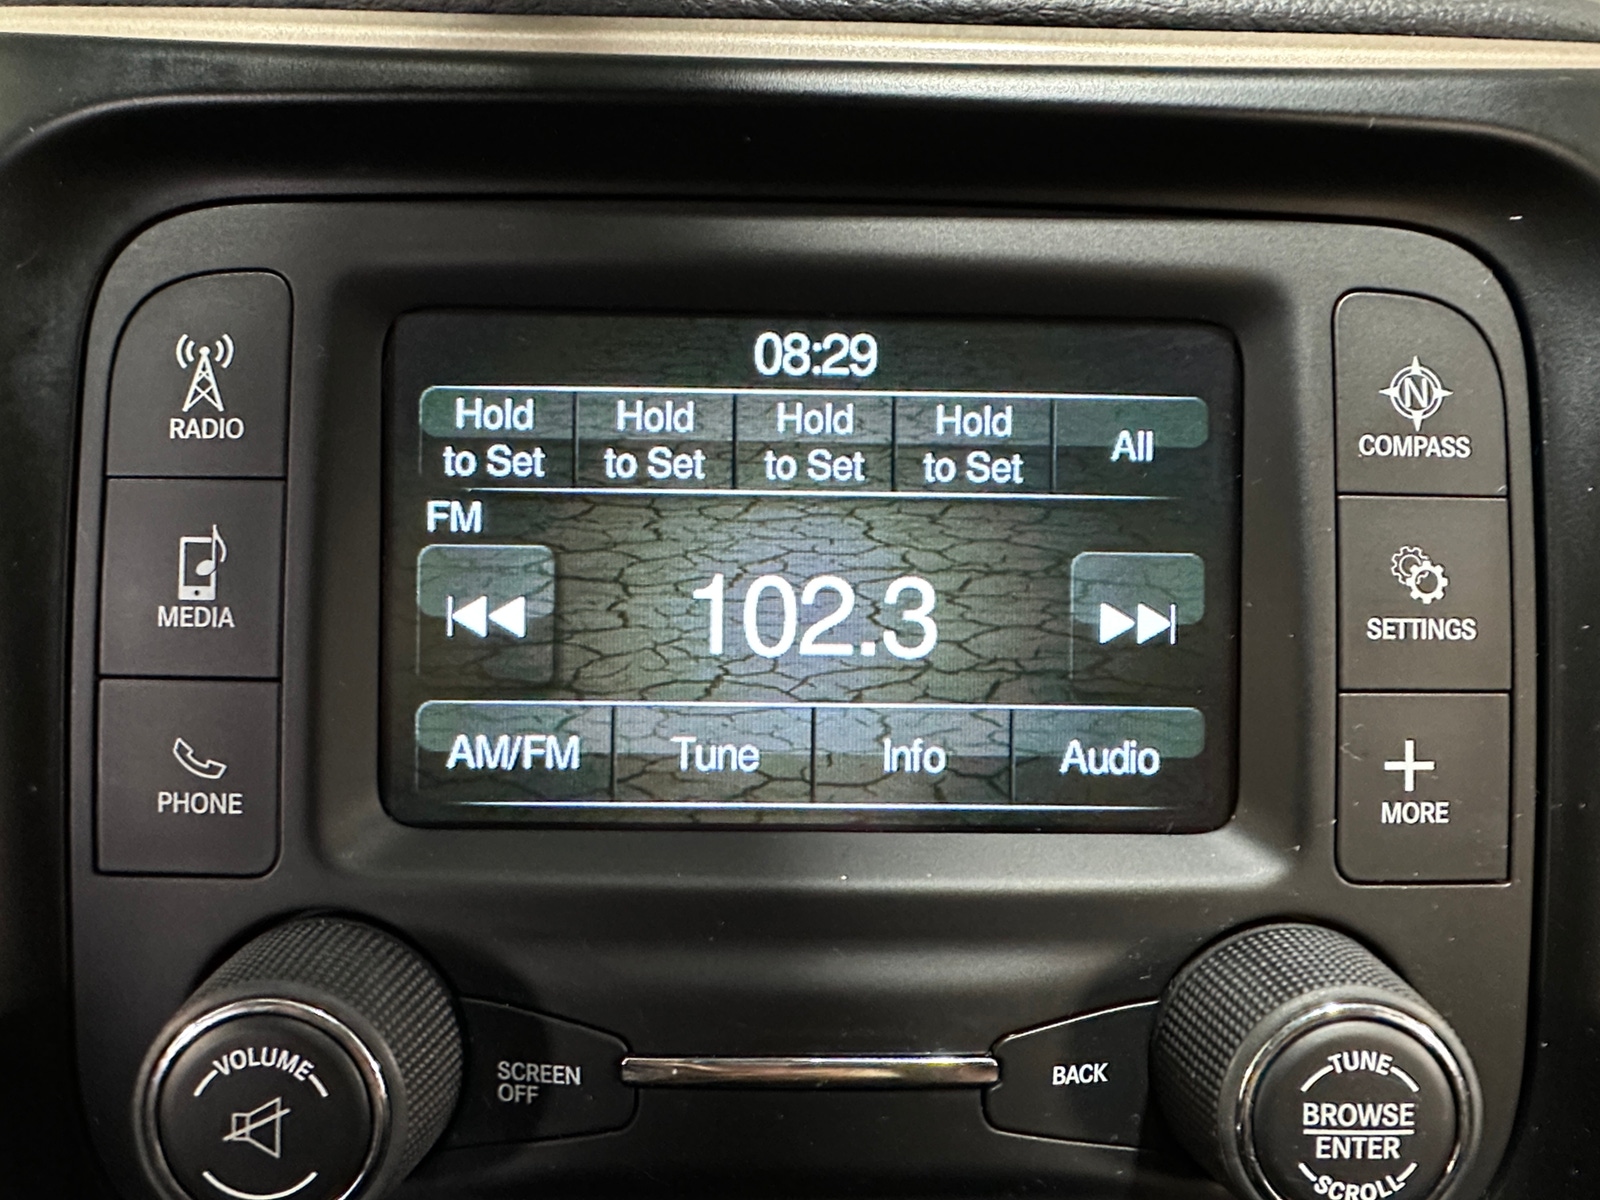 08:29
Hold to Set
Hold to Set
Hold to Set
Hold to Set
All
FM
102.3
AM/FM
Tune
Info
Audio
RADIO
MEDIA
PHONE
N
COMPASS
SETTINGS
MORE
VOLUME
SCREEN
OFF
BACK
TUNE
BROWSE
ENTER
SCROLL